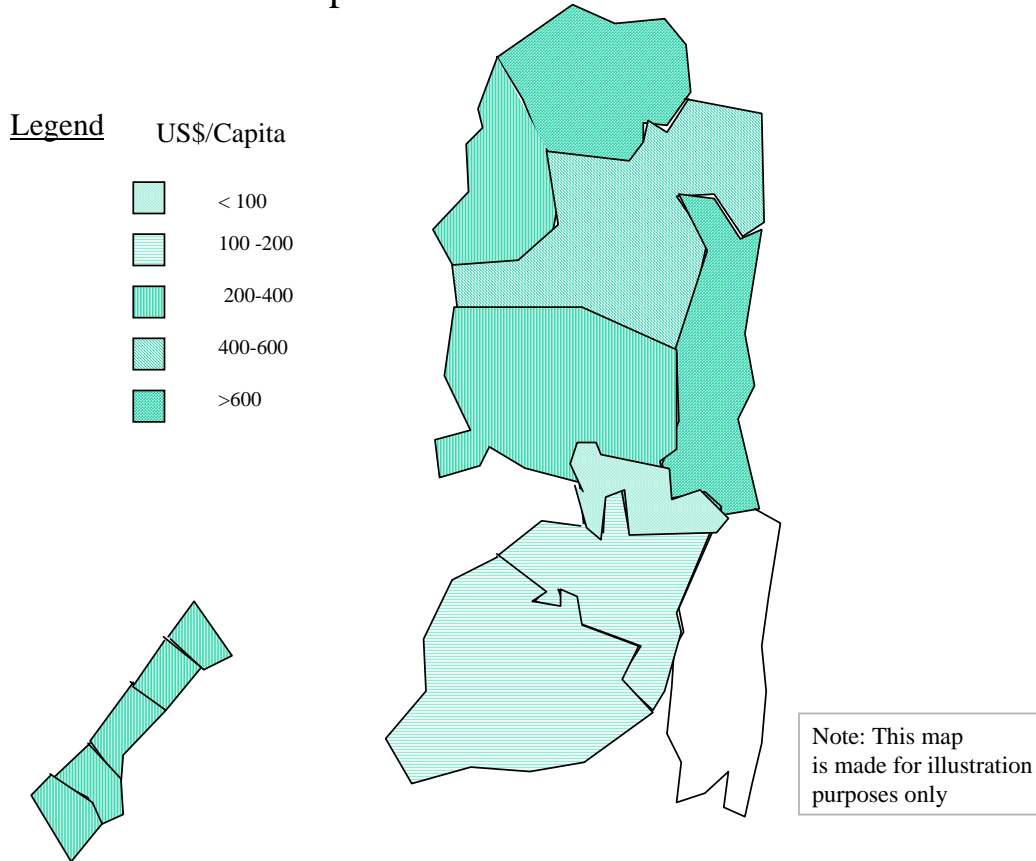 Legend
US$/Capita
< 100
100 -200
200-400
400-600
>600
Note: This map
is made for illustration
purposes only